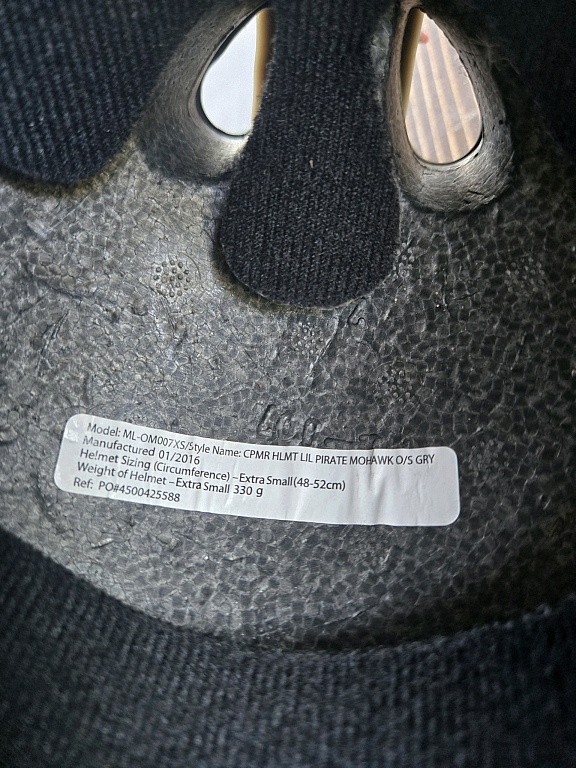 Model: ML-OM007XS/Style Name: CPMR HLMT LIL PIRATE MOHAWK O/S GRY
Manufactured 01/2016
Helmet Sizing (Circumference) –Extra Small(48-52cm)
Weight of Helmet –Extra Small 330 g
Ref: PO#4500425588